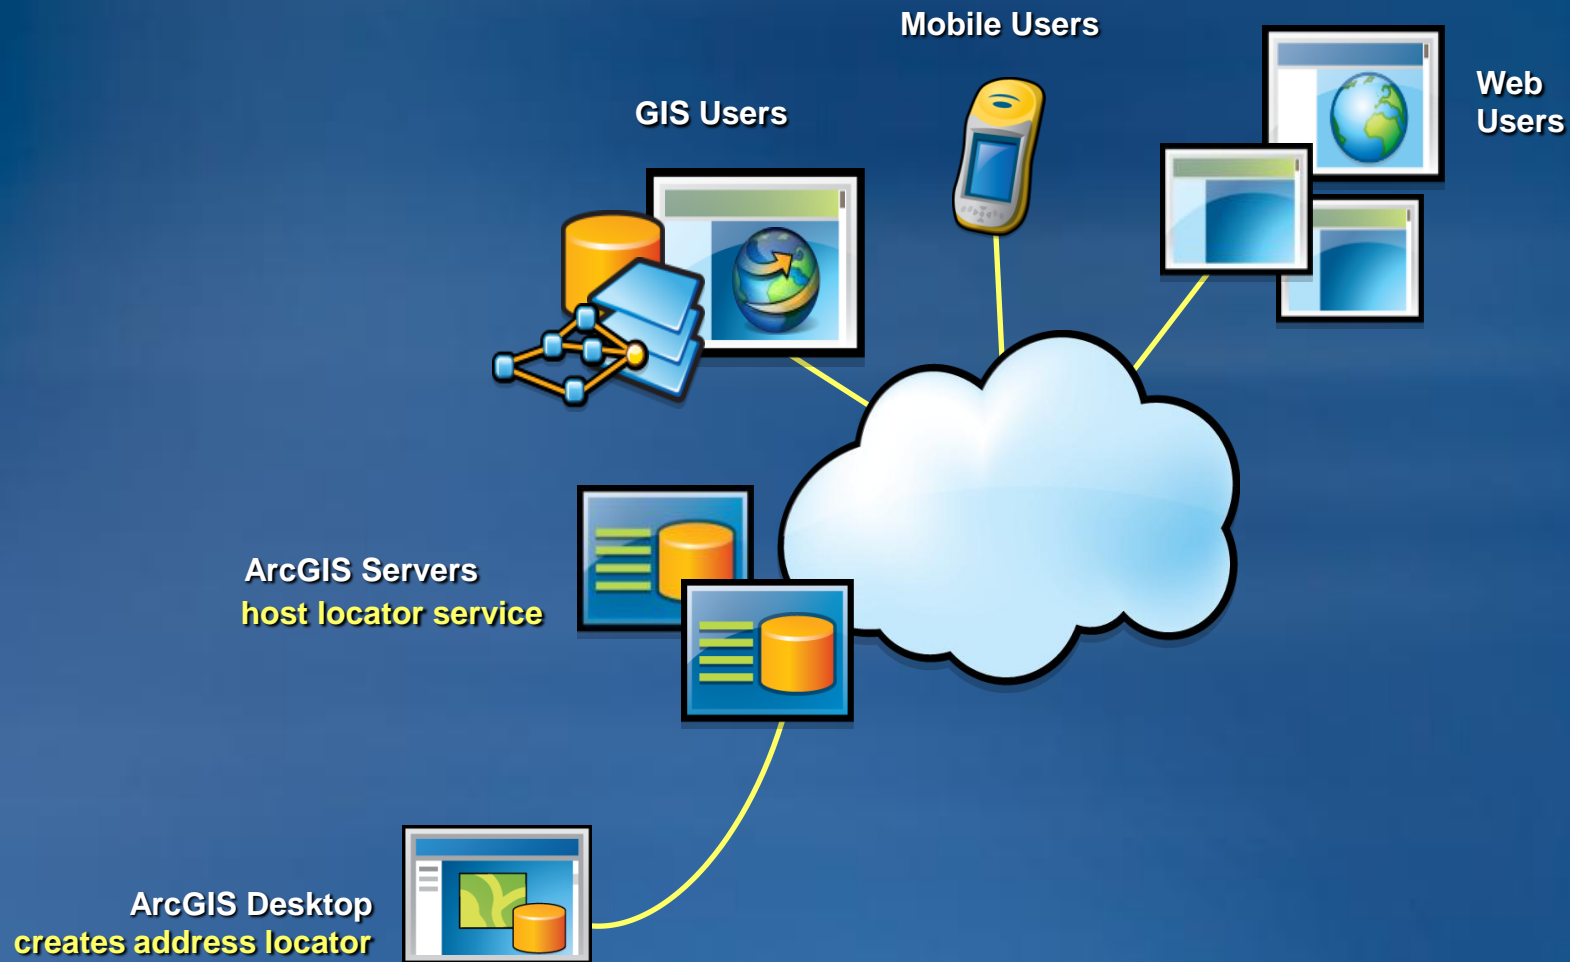 Mobile Users
Web
Users
GIS Users
ArcGIS Servers
host locator service
ArcGIS Desktop
creates address locator